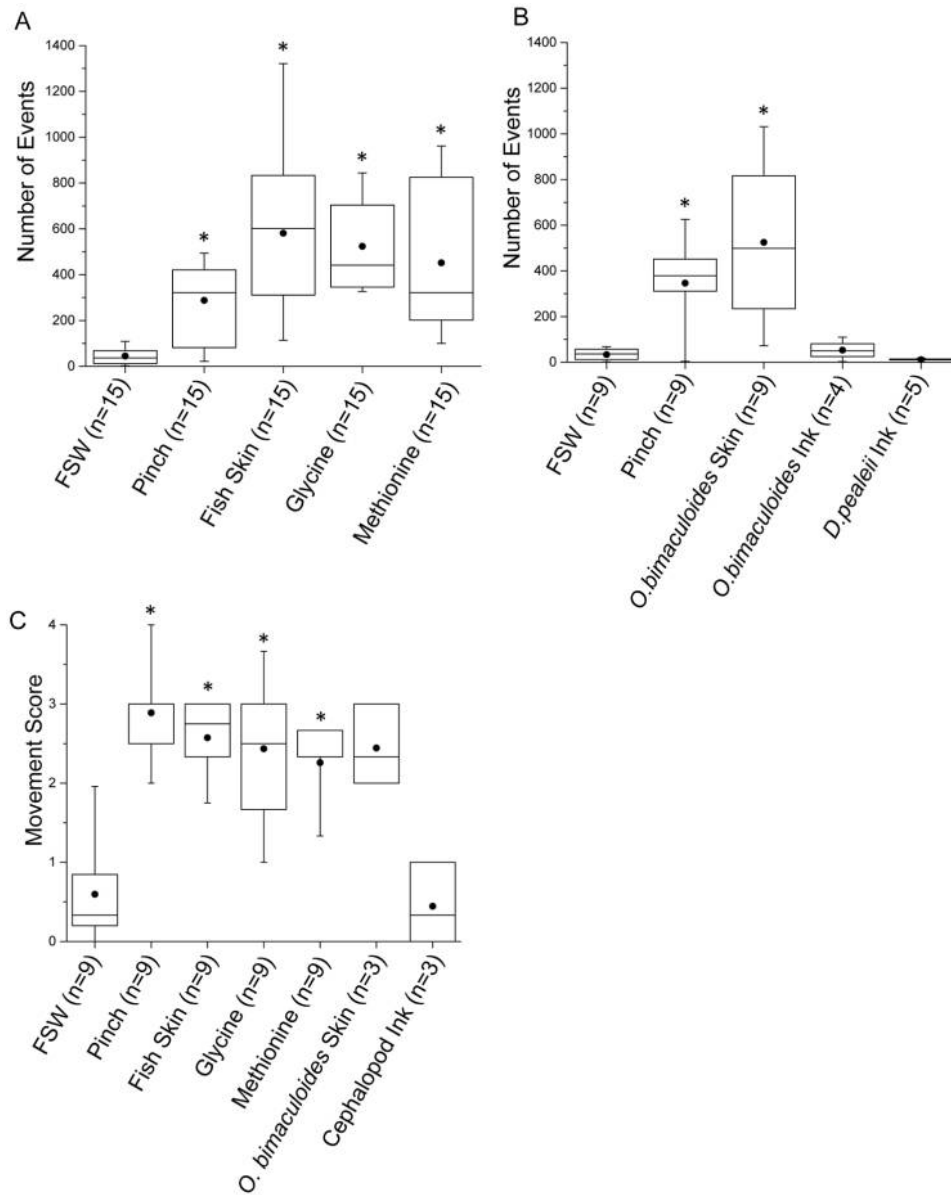 A
*
*
*
*
1400
1200
1000
800
600
400
200
0
Number of Events
FSW (n=15)
Pinch (n=15)
Fish Skin (n=15)
Glycine (n=15)
Methionine (n=15)
B
*
*
1400
1200
1000
800
600
400
200
0
Number of Events
FSW (n=9)
Pinch (n=9)
O.bimaculoides Skin (n=9)
O.bimaculoides Ink (n=4)
D.pealeii Ink (n=5)
C
*
*
*
*
4
3
2
1
0
Movement Score
FSW (n=9)
Pinch (n=9)
Fish Skin (n=9)
Glycine (n=9)
Methionine (n=9)
O. bimaculoides Skin (n=3)
Cephalopod Ink (n=3)